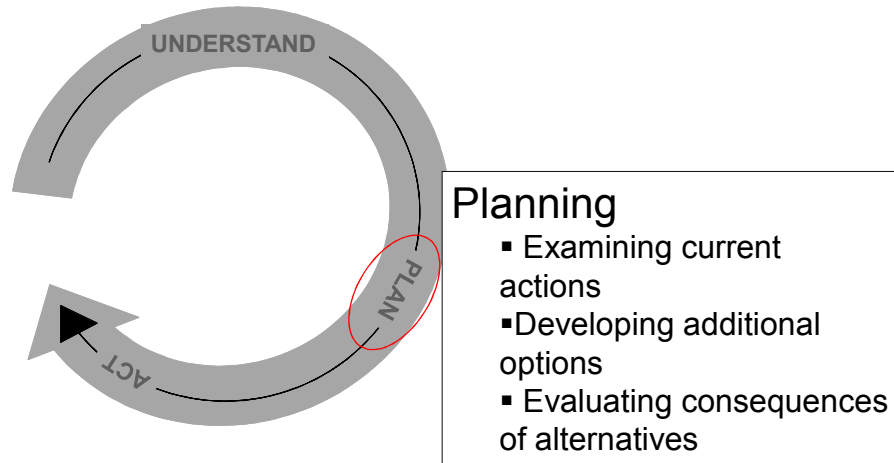 UNDERSTAND
PLAN
ACT
Planning
▪ Examining current
actions
▪Developing additional
options
▪ Evaluating consequences
of alternatives